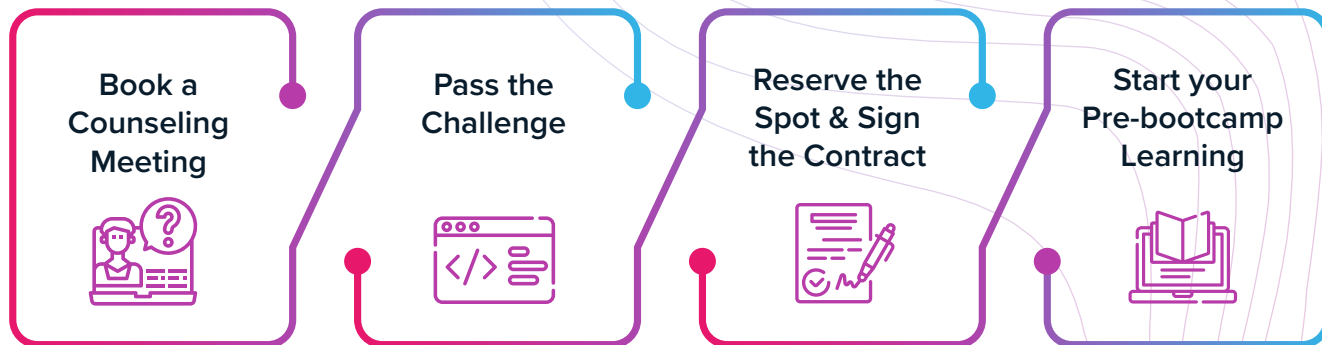 Book a
Counseling
Meeting
Pass the
Challenge
Reserve the
Spot & Sign
the Contract
Start your
Pre-bootcamp
Learning